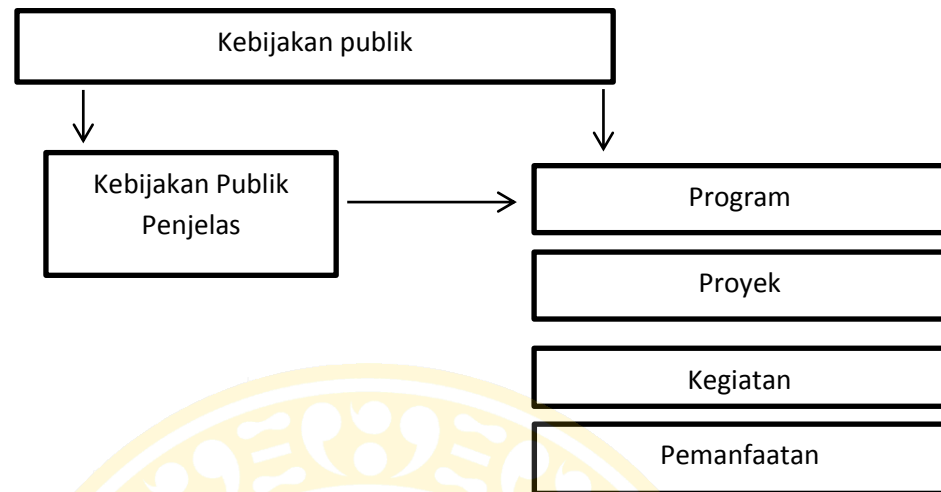 Kebijakan publik
Kebijakan Publik
Penjelas
Program
Proyek
Kegiatan
Pemanfaatan